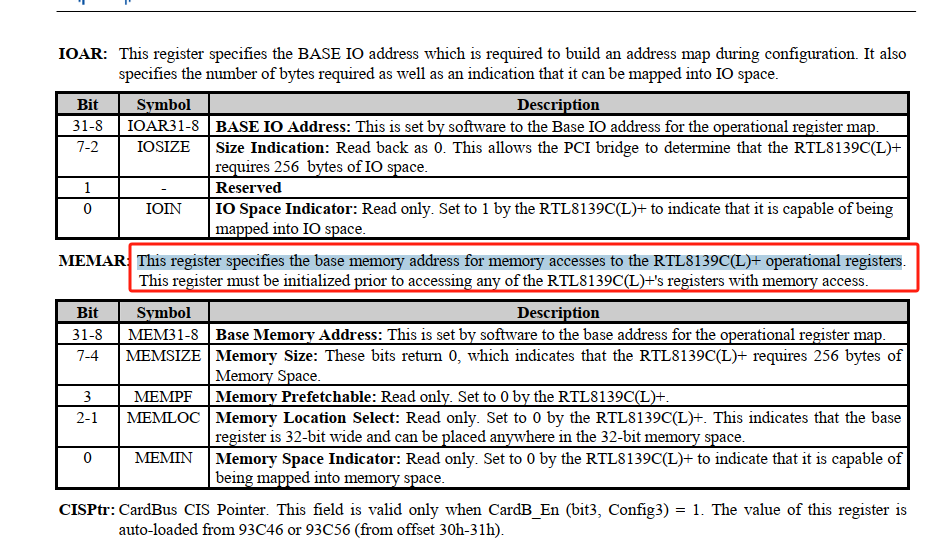 IOAR: This register specifies the BASE IO address which is required to build an address map during configuration. It also
specifies the number of bytes required as well as an indication that it can be mapped into IO space.
Bit Symbol Description
31-8 IOAR31-8 BASE IO Address: This is set by software to the Base IO address for the operational register map.
7-2 IOSIZE Size Indication: Read back as 0. This allows the PCI bridge to determine that the RTL8139C(L)+
requires 256 bytes of IO space.
1 - Reserved
0 IOIN IO Space Indicator: Read only. Set to 1 by the RTL8139C(L)+ to indicate that it is capable of being
mapped into IO space.
MEMAR: This register specifies the base memory address for memory accesses to the RTL8139C(L)+ operational registers.
This register must be initialized prior to accessing any of the RTL8139C(L)+'s registers with memory access.
Bit Symbol Description
31-8 MEM31-8 Base Memory Address: This is set by software to the base address for the operational register map.
7-4 MEMSIZE Memory Size: These bits return 0, which indicates that the RTL8139C(L)+ requires 256 bytes of
Memory Space.
3 MEMPF Memory Prefetchable: Read only. Set to 0 by the RTL8139C(L)+.
2-1 MEMLOC Memory Location Select: Read only. Set to 0 by the RTL8139C(L)+. This indicates that the base
register is 32-bit wide and can be placed anywhere in the 32-bit memory space.
0 MEMIN Memory Space Indicator: Read only. Set to 0 by the RTL8139C(L)+ to indicate that it is capable of
being mapped into memory space.
CISPtr: CardBus CIS Pointer. This field is valid only when CardB_En (bit3, Config3) = 1. The value of this register is
auto-loaded from 93C46 or 93C56 (from offset 30h-31h).